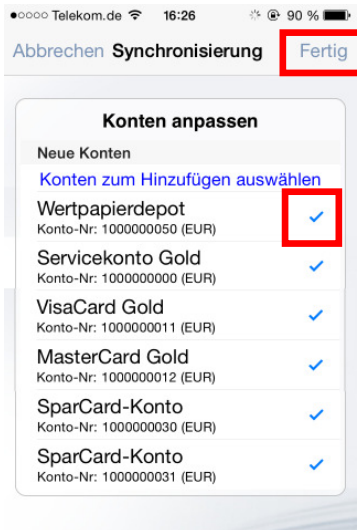 Telekom.de 16:26 90 %
Abbrechen Synchronisierung Fertig
Konten anpassen
Neue Konten
Konten zum Hinzufügen auswählen
Wertpapierdepot
Konto-Nr: 1000000050 (EUR)
Servicekonto Gold
Konto-Nr: 1000000000 (EUR)
VisaCard Gold
Konto-Nr: 1000000011 (EUR)
MasterCard Gold
Konto-Nr: 1000000012 (EUR)
SparCard-Konto
Konto-Nr: 1000000030 (EUR)
SparCard-Konto
Konto-Nr: 1000000031 (EUR)